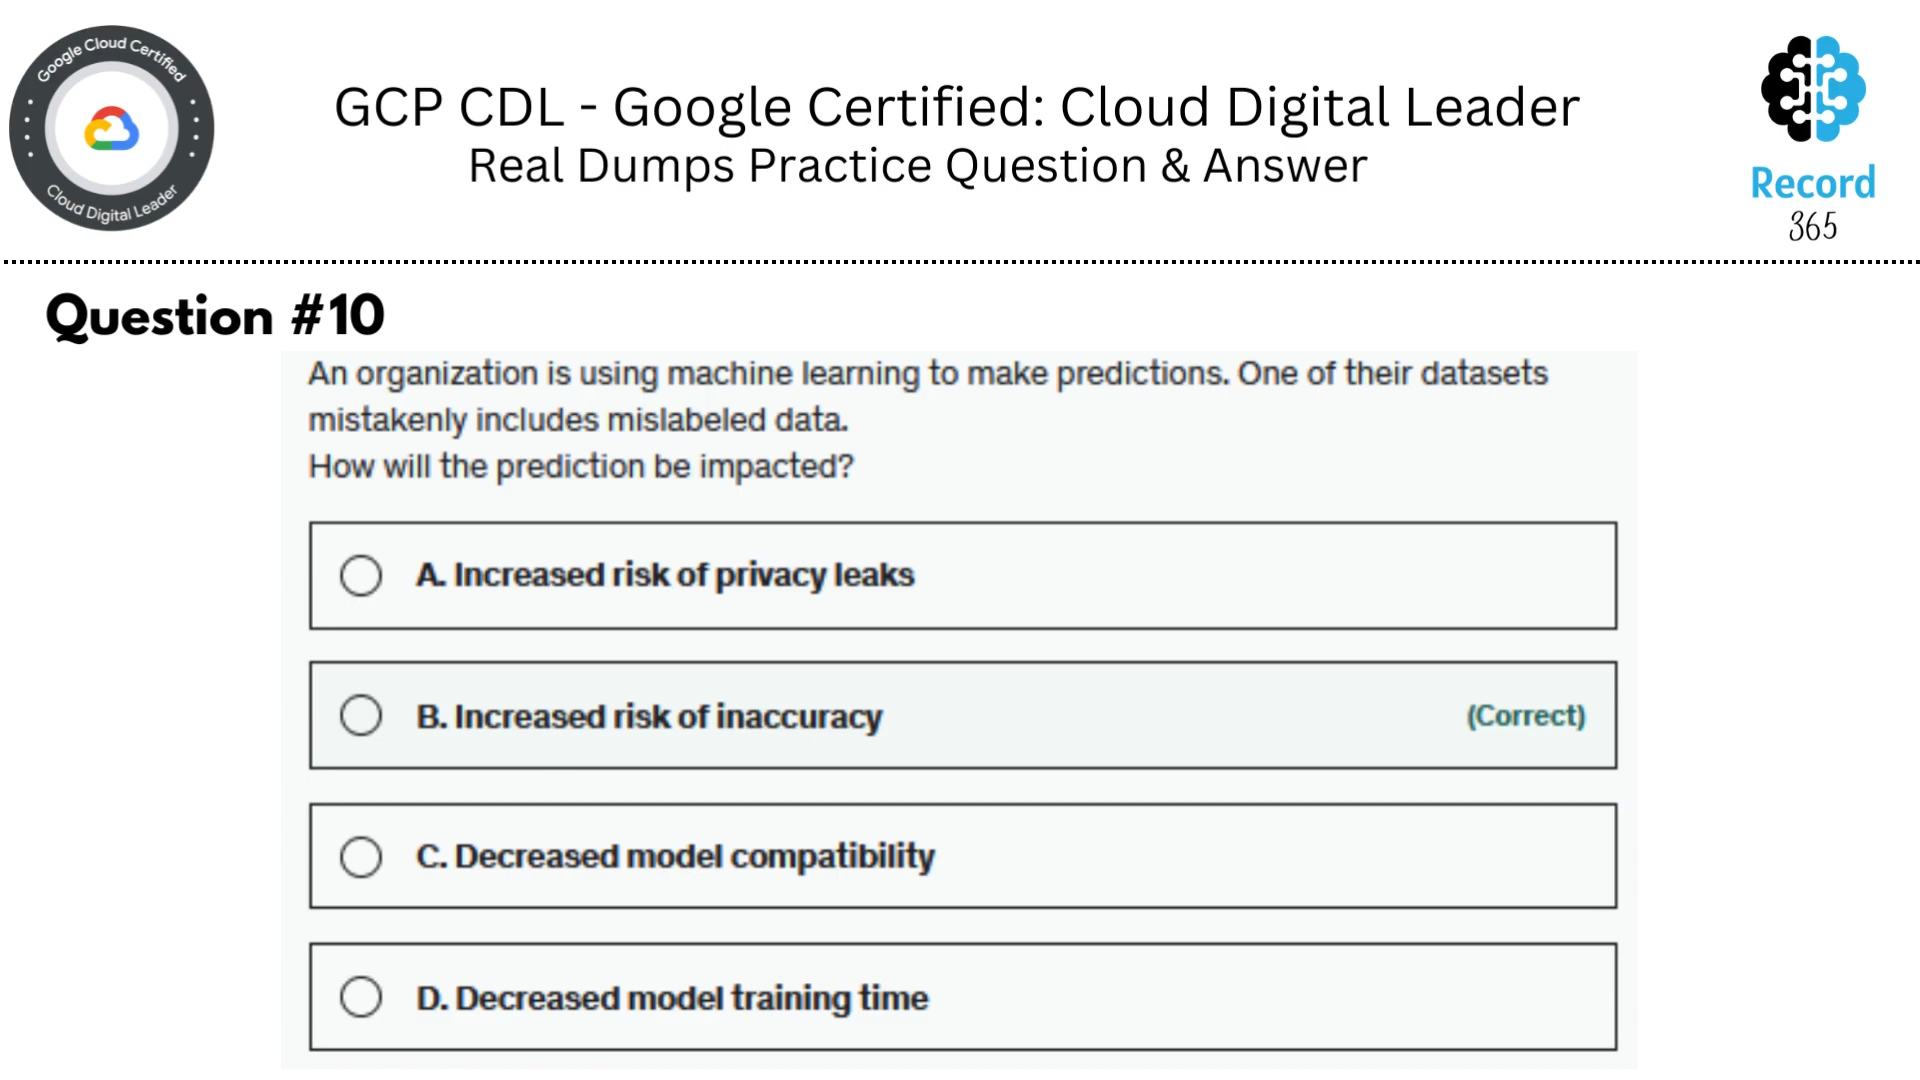 Google Cloud Certified
Cloud Digital Leader
GCP CDL - Google Certified: Cloud Digital Leader
Real Dumps Practice Question & Answer
Record
365
Question #10
An organization is using machine learning to make predictions. One of their datasets
mistakenly includes mislabeled data.
How will the prediction be impacted?
A. Increased risk of privacy leaks
B. Increased risk of inaccuracy (Correct)
C. Decreased model compatibility
D. Decreased model training time